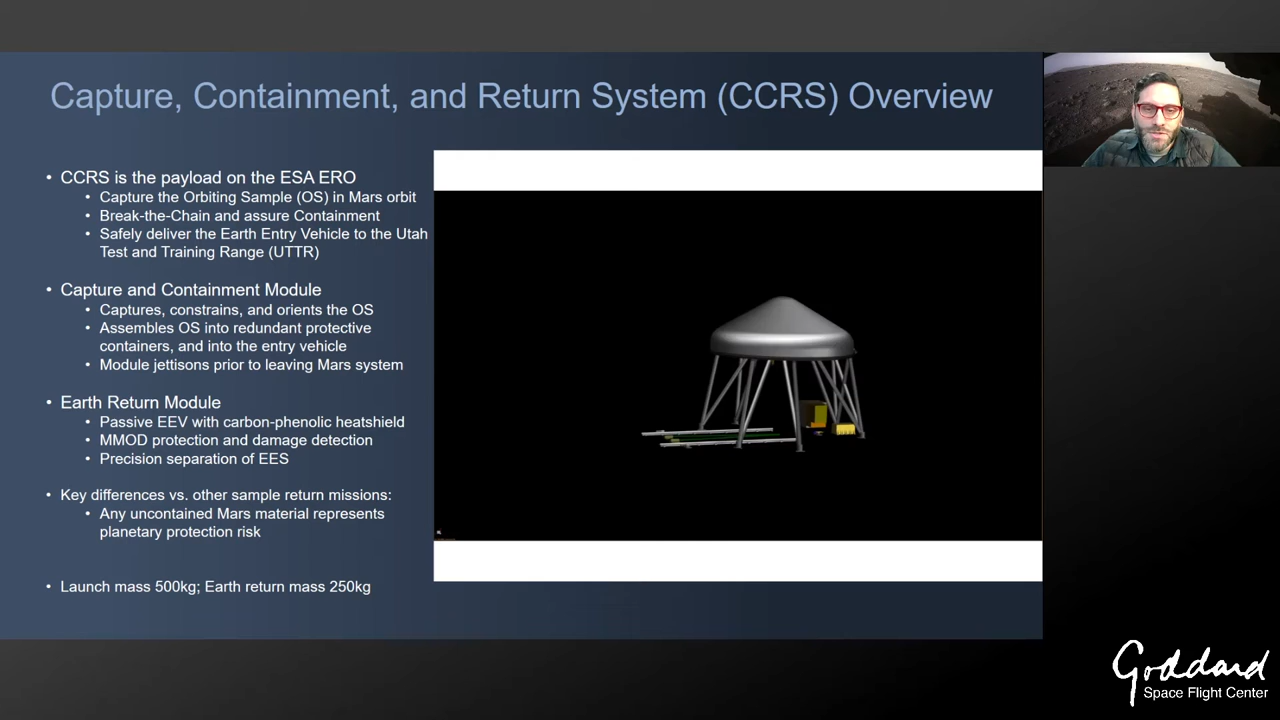 Capture, Containment, and Return System (CCRS) Overview
• CCRS is the payload on the ESA ERO
• Capture the Orbiting Sample (OS) in Mars orbit
• Break-the-Chain and assure Containment
• Safely deliver the Earth Entry Vehicle to the Utah
Test and Training Range (UTTR)
• Capture and Containment Module
• Captures, constrains, and orients the OS
• Assembles OS into redundant protective
containers, and into the entry vehicle
• Module jettisons prior to leaving Mars system
• Earth Return Module
• Passive EEV with carbon-phenolic heatshield
• MMOD protection and damage detection
• Precision separation of EES
• Key differences vs. other sample return missions:
• Any uncontained Mars material represents
planetary protection risk
• Launch mass 500kg; Earth return mass 250kg
Goddard
Space Flight Center